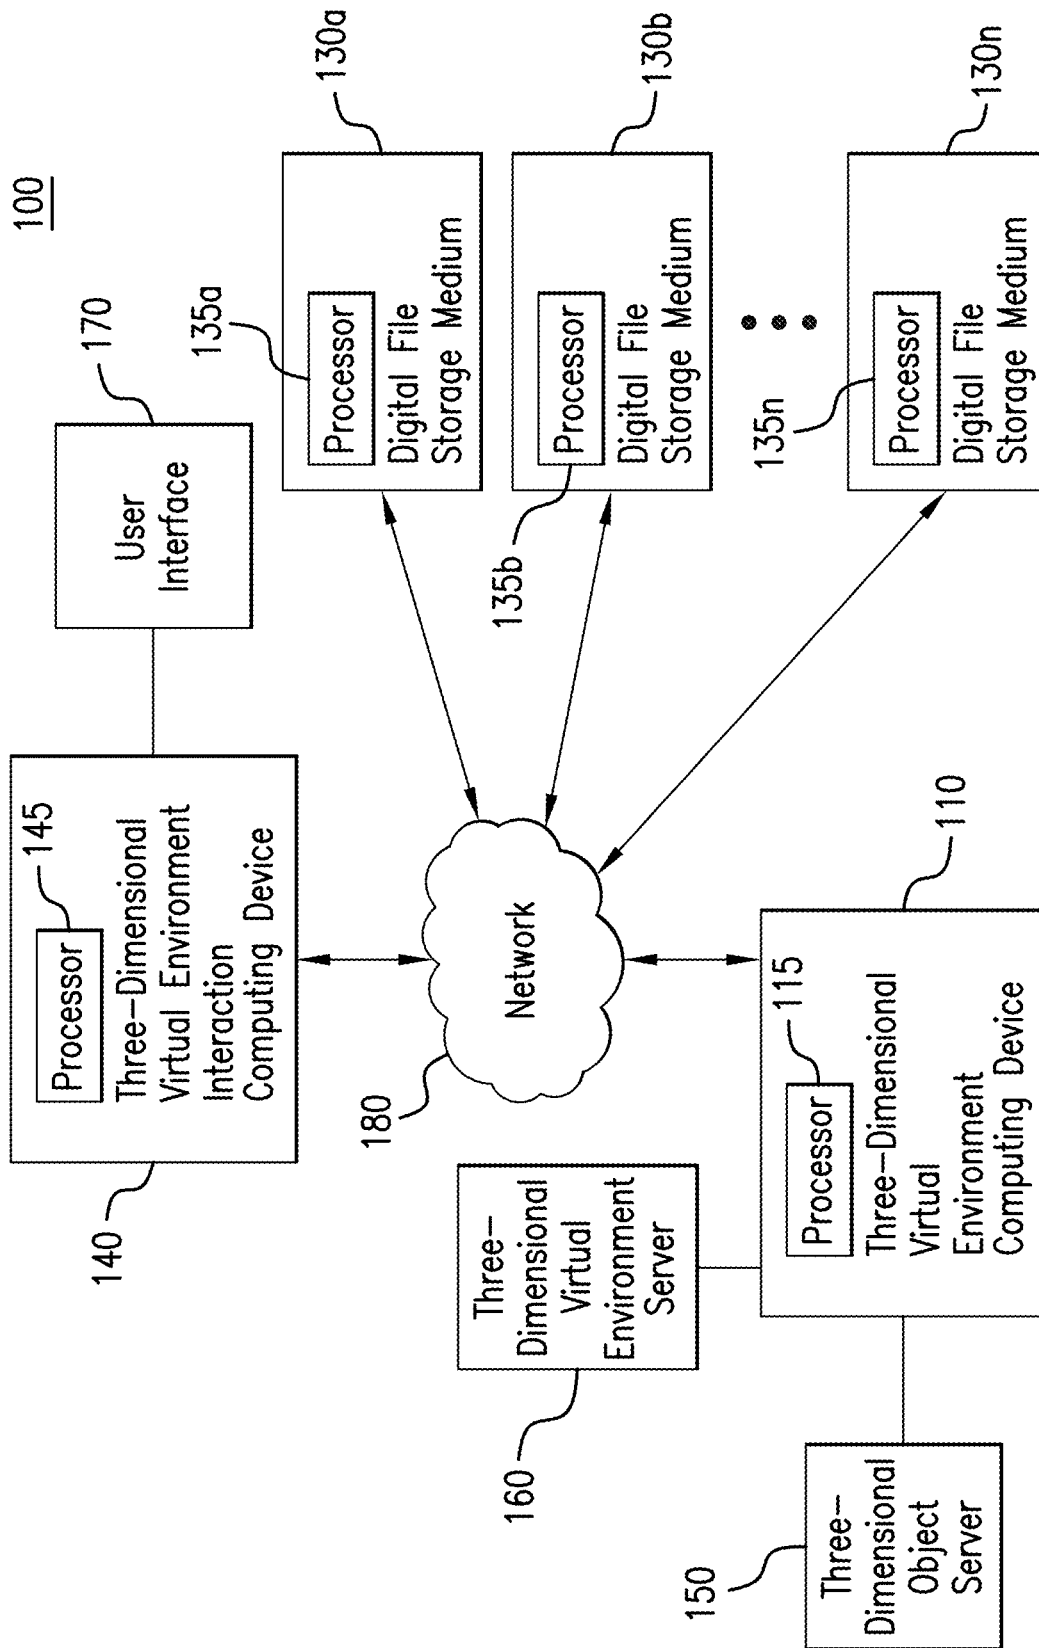 100
140
Processor
145
Three-Dimensional
Virtual Environment
Interaction
Computing Device
User
Interface
170
180
Network
130a
Processor
135a
Digital File
Storage Medium
130b
Processor
135b
Digital File
Storage Medium
130n
Processor
135n
Digital File
Storage Medium
160
Three-
Dimensional
Virtual
Environment
Server
110
Processor
115
Three-Dimensional
Virtual
Environment
Computing Device
150
Three-
Dimensional
Object
Server